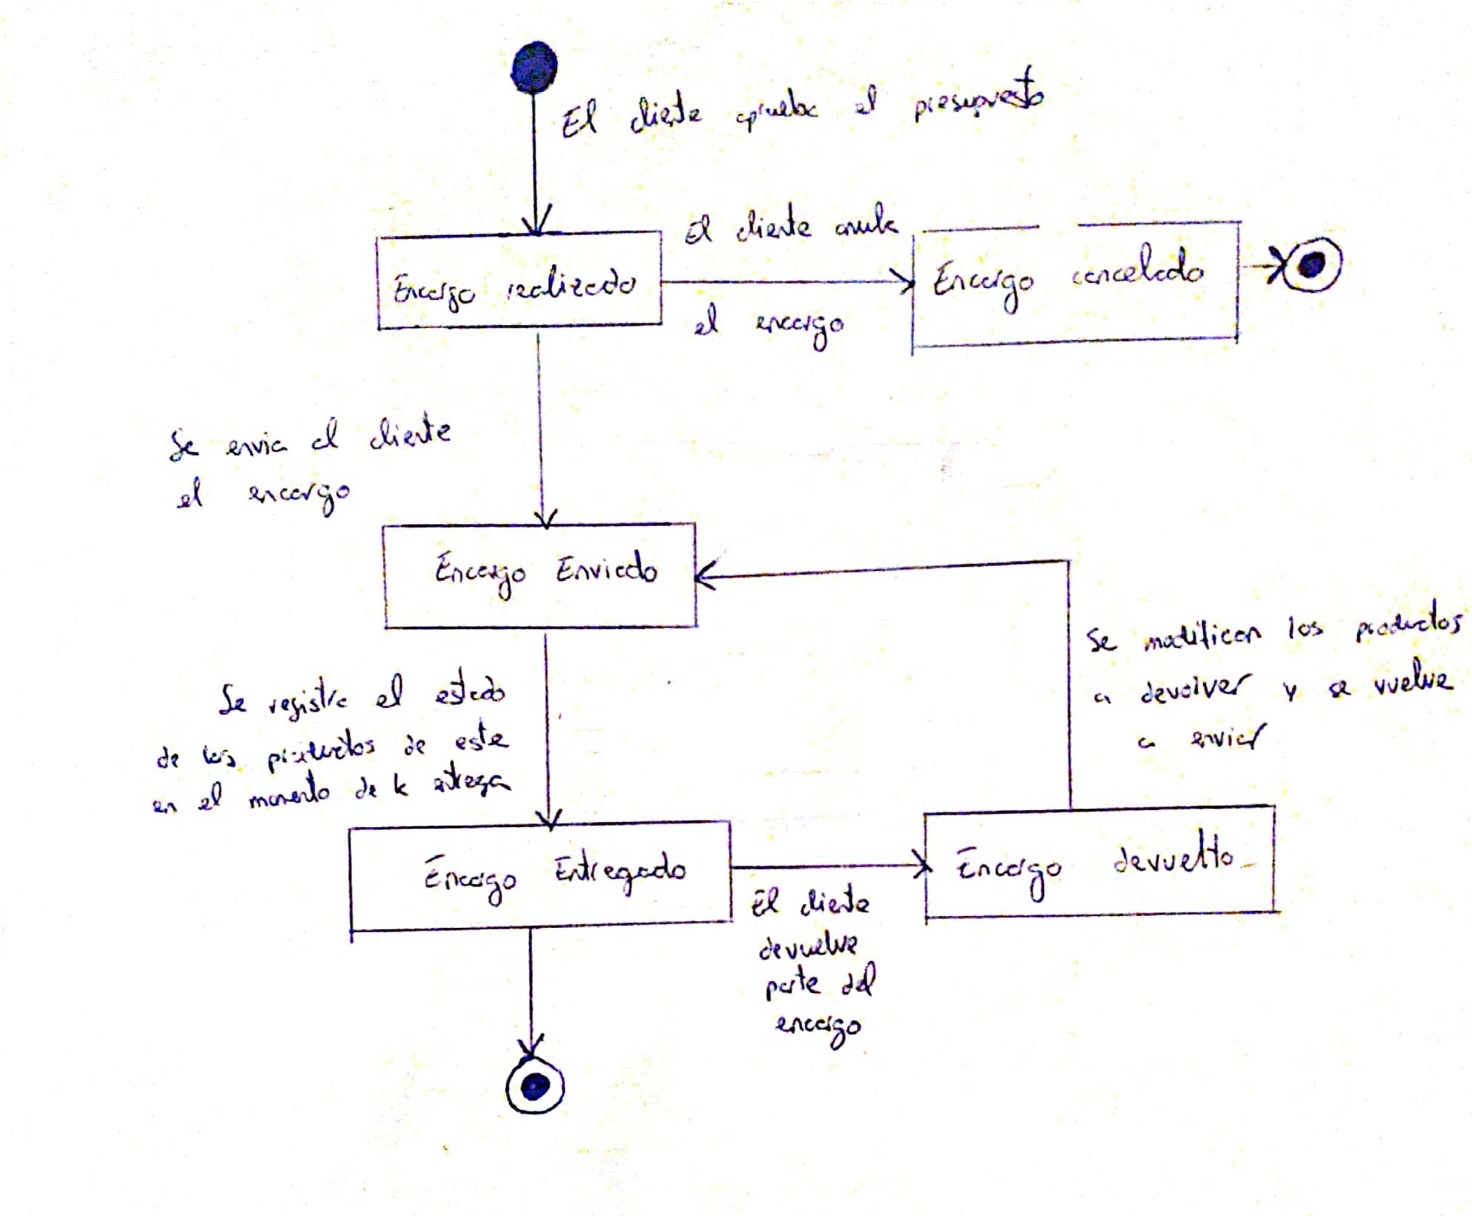 El cliente aprueba el presupuesto
El cliente anula
Encargo realizado
el encargo
Encargo cancelado
Se envia al cliente
el encargo
Encargo Enviado
Se modifican los productos
a devolver y se vuelve
a enviar
Se registra el estado
de los productos de este
en el momento de la entrega
Encargo Entregado
Encargo devuelto
El cliente
devuelve
parte del
encargo